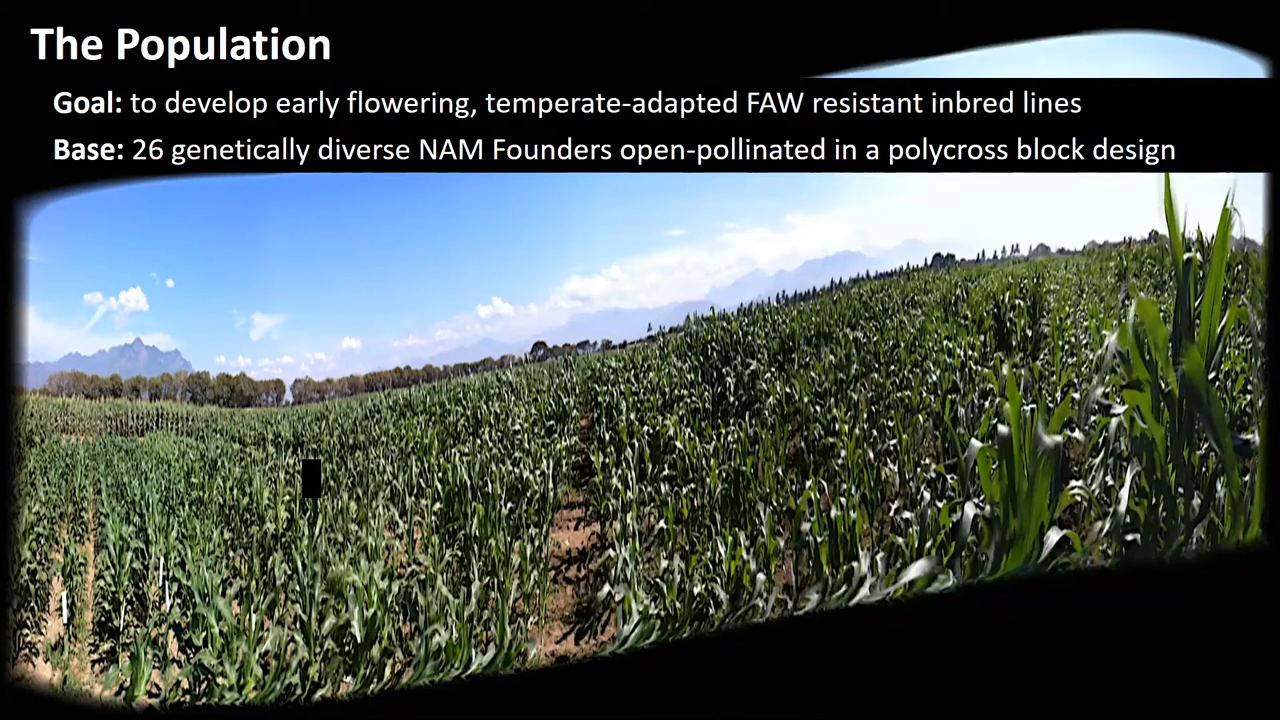 The Population
Goal: to develop early flowering, temperate-adapted FAW resistant inbred lines
Base: 26 genetically diverse NAM Founders open-pollinated in a polycross block design